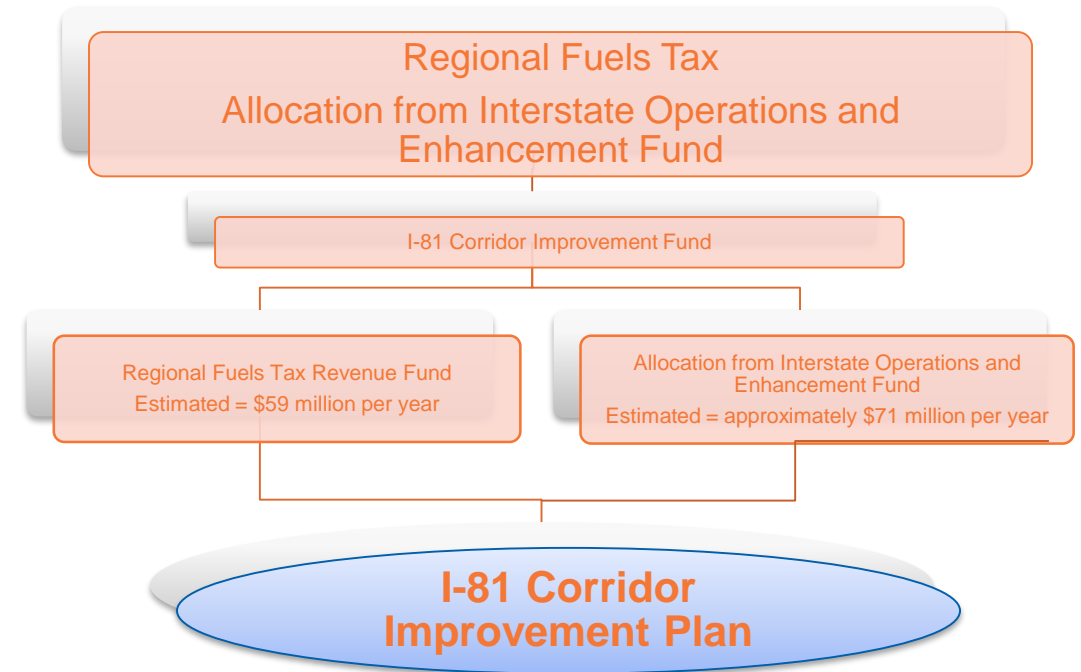 Regional Fuels Tax
Allocation from Interstate Operations and
Enhancement Fund
I-81 Corridor Improvement Fund
Regional Fuels Tax Revenue Fund
Estimated = $59 million per year
Allocation from Interstate Operations and
Enhancement Fund
Estimated = approximately $71 million per year
I-81 Corridor
Improvement Plan